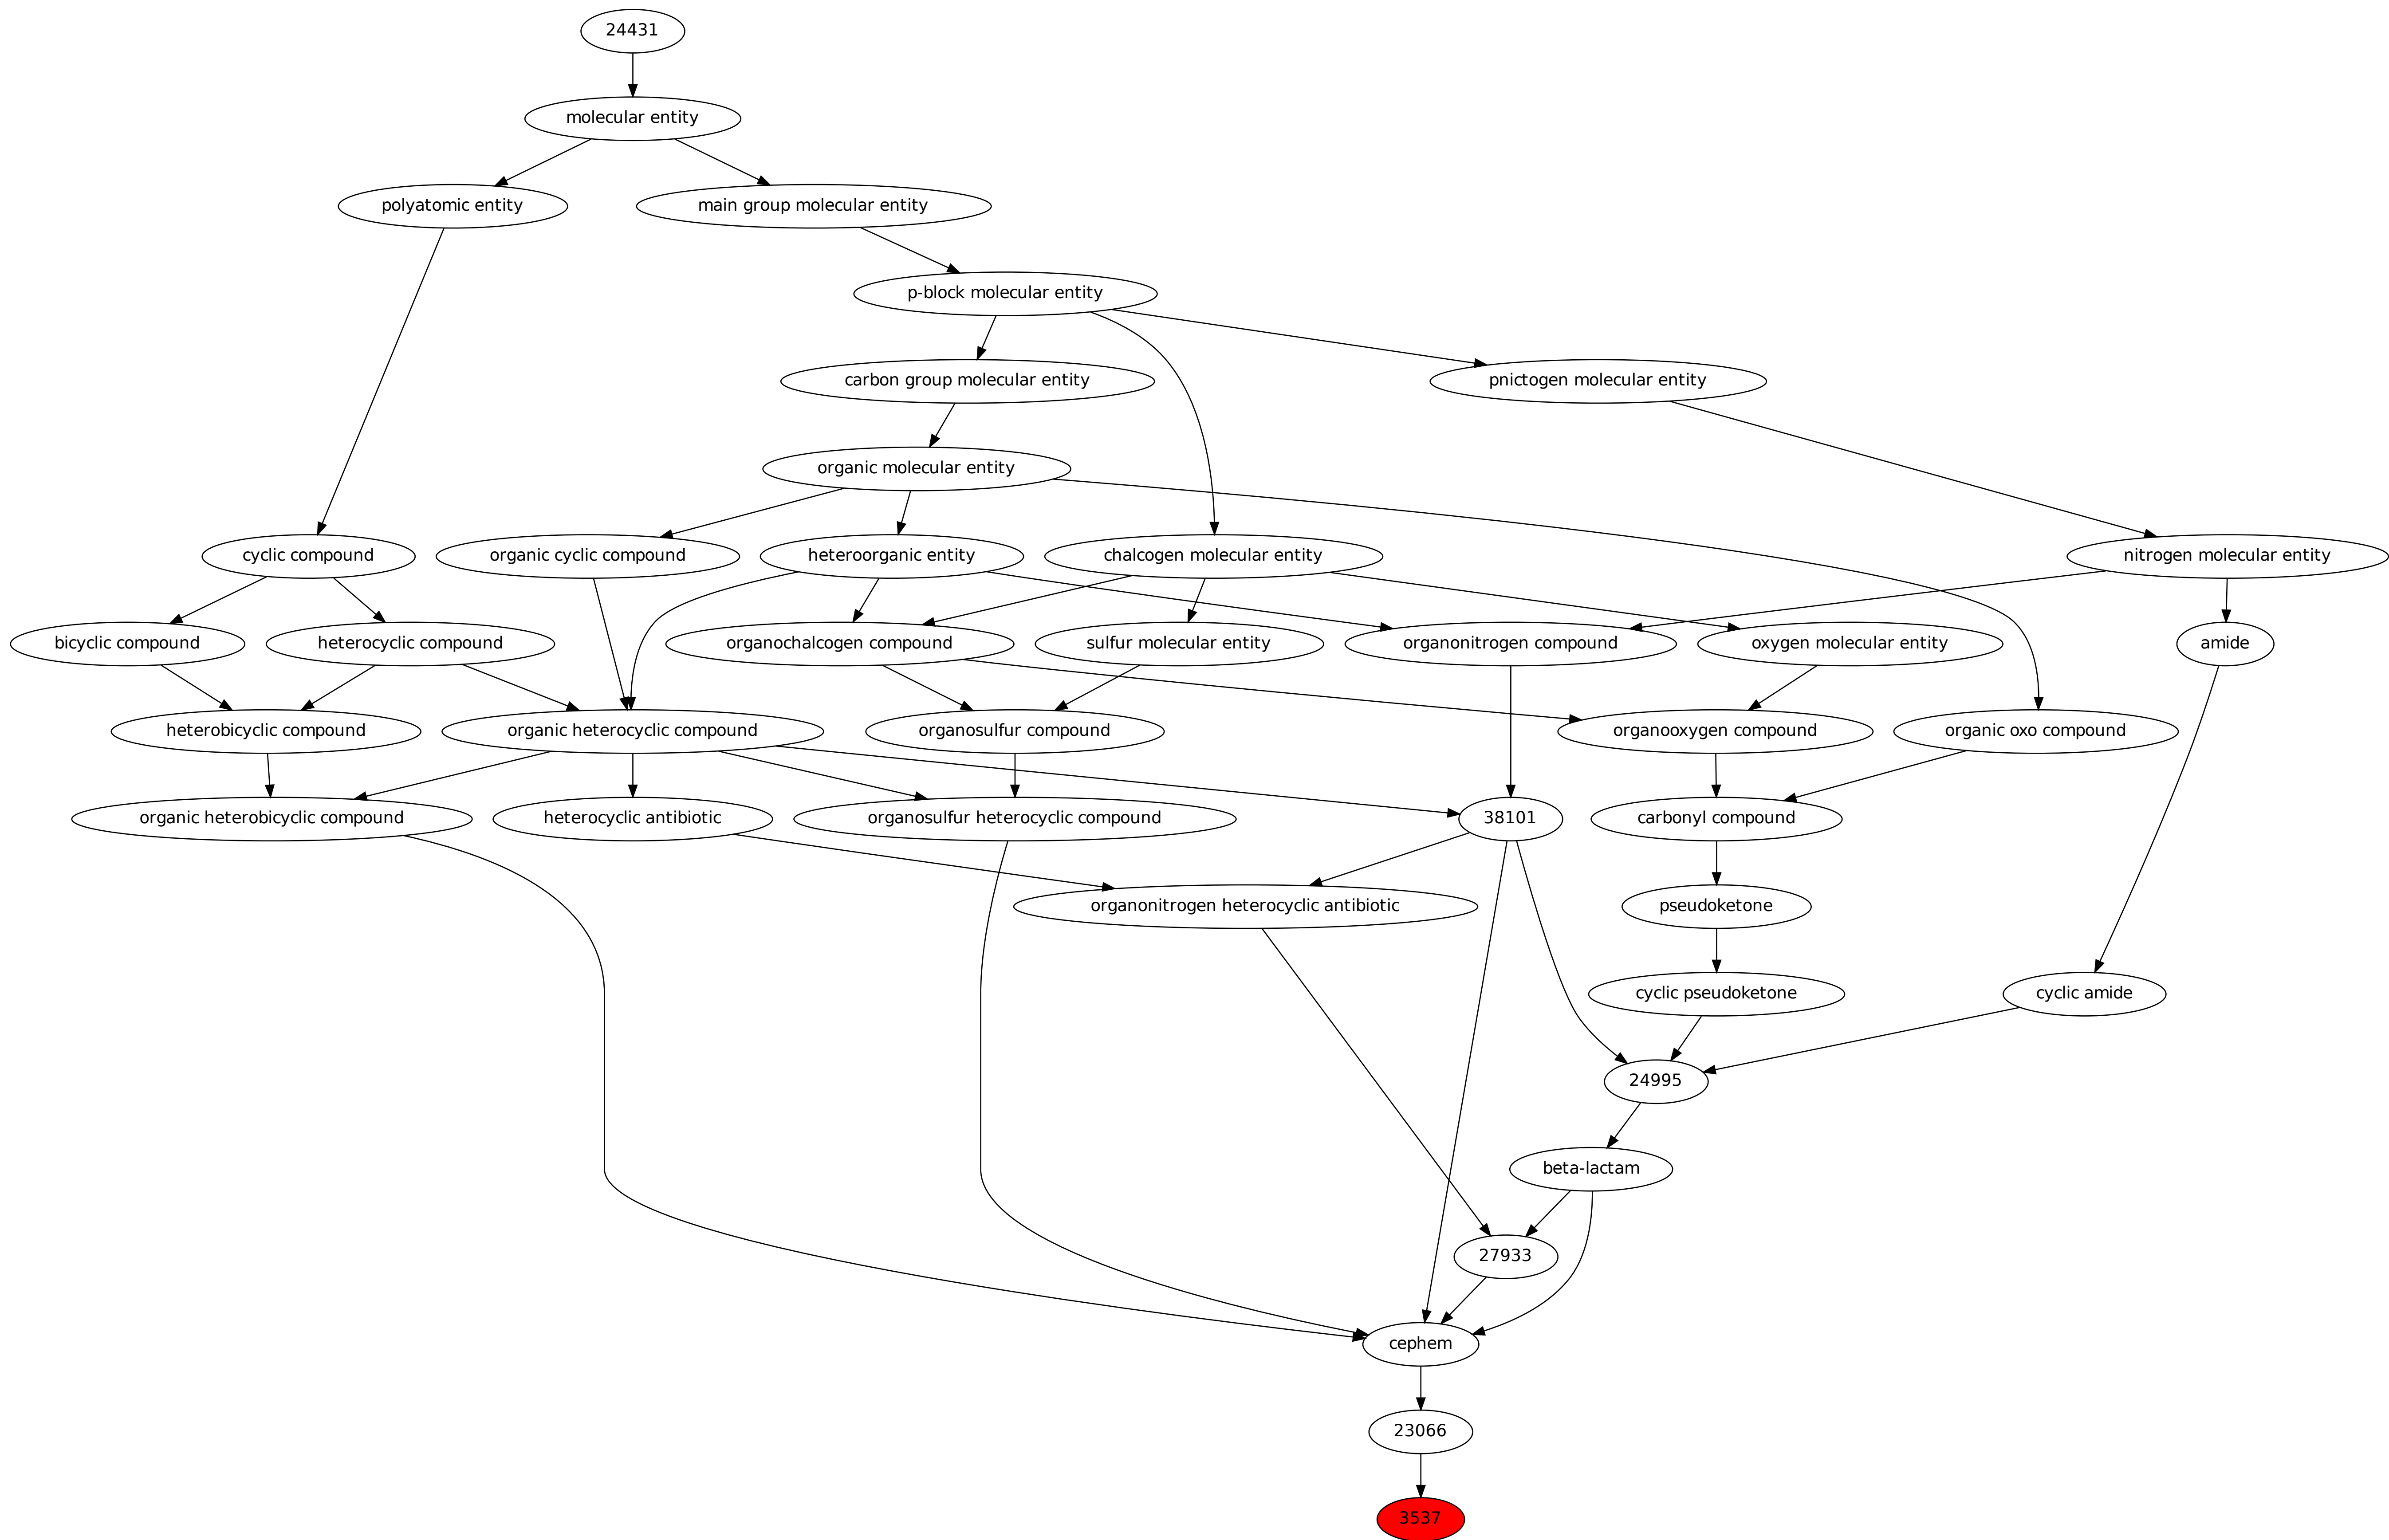 24431
molecular entity
polyatomic entity
main group molecular entity
p-block molecular entity
carbon group molecular entity
pnictogen molecular entity
organic molecular entity
cyclic compound
organic cyclic compound
heteroorganic entity
chalcogen molecular entity
nitrogen molecular entity
bicyclic compound
heterocyclic compound
organochalcogen compound
sulfur molecular entity
organonitrogen compound
oxygen molecular entity
amide
heterobicyclic compound
organic heterocyclic compound
organosulfur compound
organooxygen compound
organic oxo compound
organic heterobicyclic compound
heterocyclic antibiotic
organosulfur heterocyclic compound
38101
carbonyl compound
organonitrogen heterocyclic antibiotic
pseudoketone
cyclic pseudoketone
cyclic amide
24995
beta-lactam
27933
cephem
23066
3537